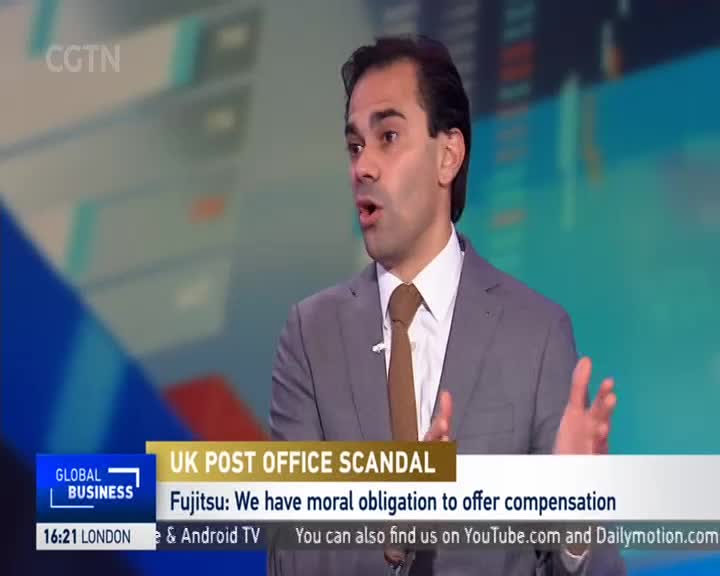 CGTN
UK POST OFFICE SCANDAL
GLOBAL
BUSINESS
Fujitsu: We have moral obligation to offer compensation
16:21 LONDON
e & Android TV You can also find us on YouTube.com and Dailymotion.com